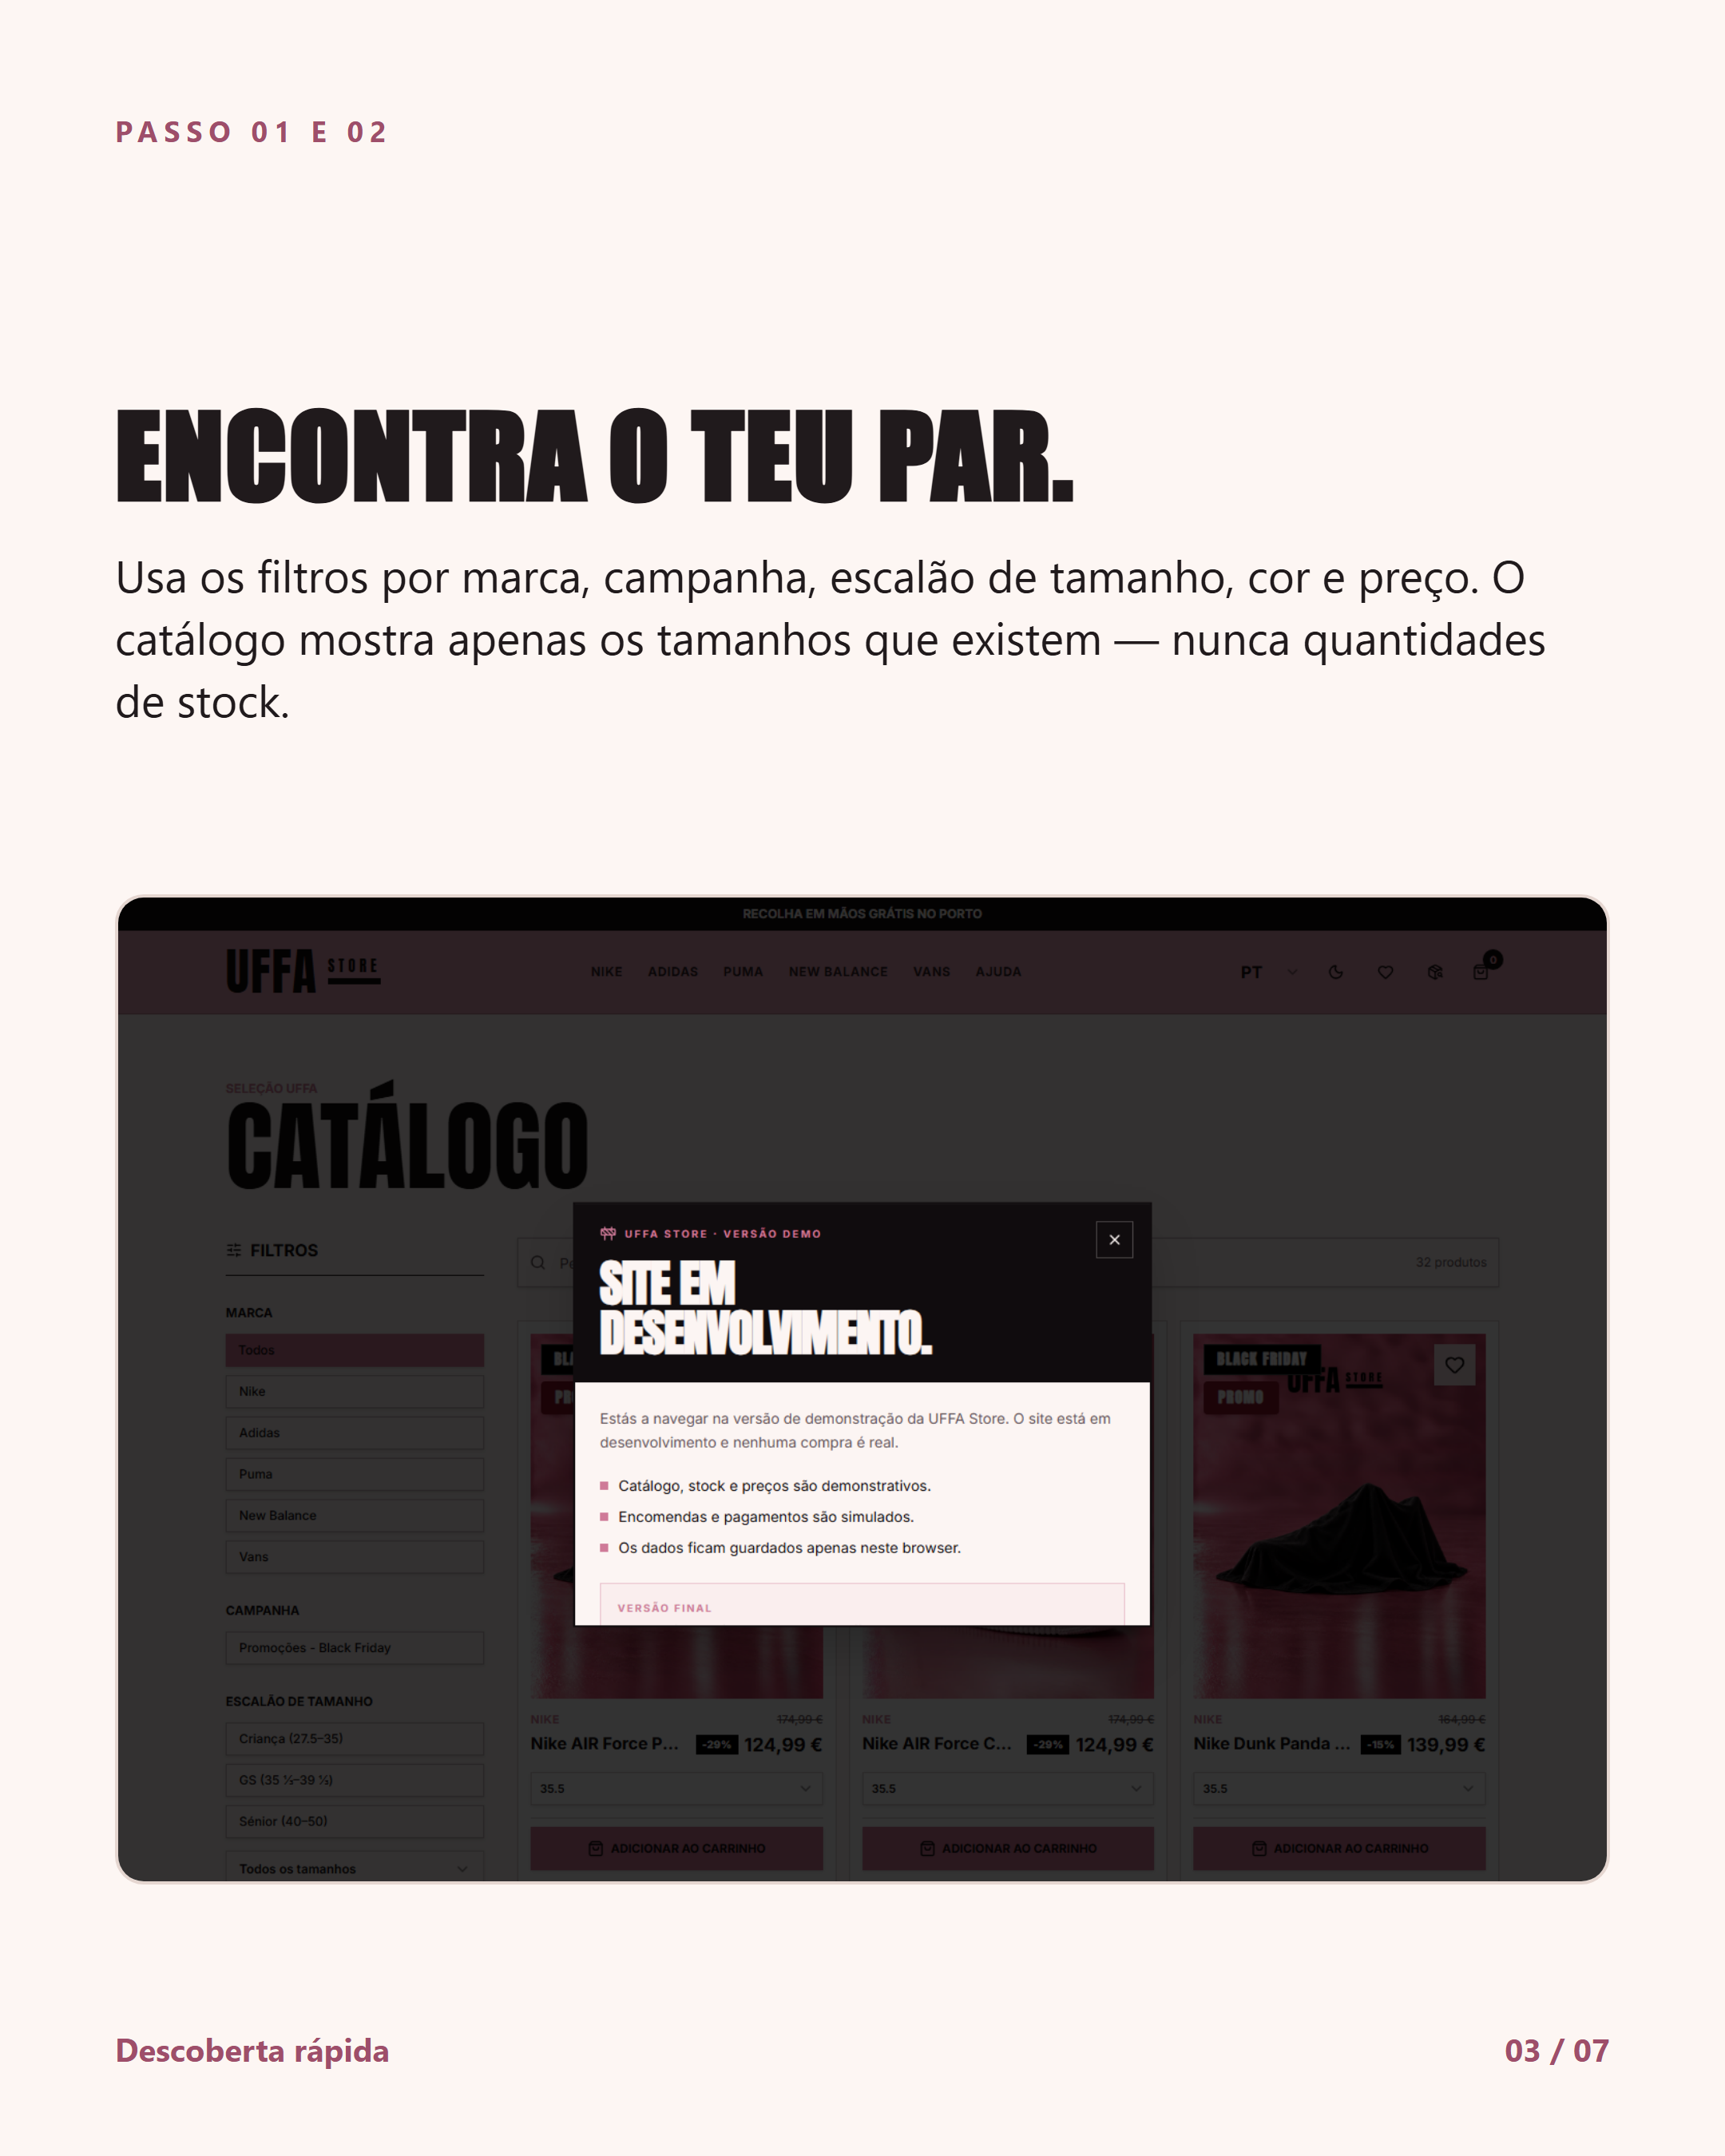 PASSO 01 E 02
ENCONTRA O TEU PAR.
Usa os filtros por marca, campanha, escalão de tamanho, cor e preço. O
catálogo mostra apenas os tamanhos que existem — nunca quantidades
de stock.
RECOLHA EM MÃOS GRÁTIS NO PORTO
UFFA STORE
NIKE ADIDAS PUMA NEW BALANCE VANS AJUDA
PT
0
SELEÇÃO UFFA
CATÁLOGO
FILTROS
MARCA
Todos
Nike
Adidas
Puma
New Balance
Vans
CAMPANHA
Promoções - Black Friday
ESCALÃO DE TAMANHO
Criança (27.5–35)
GS (35 ½–39 ⅓)
Sénior (40–50)
Todos os tamanhos
32 produtos
UFFA STORE · VERSÃO DEMO
SITE EM
DESENVOLVIMENTO.
Estás a navegar na versão de demonstração da UFFA Store. O site está em
desenvolvimento e nenhuma compra é real.
Catálogo, stock e preços são demonstrativos.
Encomendas e pagamentos são simulados.
Os dados ficam guardados apenas neste browser.
VERSÃO FINAL
BLACK FRIDAY
UFFA STORE
PROMO
NIKE 174,99 €
Nike AIR Force P... -29% 124,99 €
35.5
ADICIONAR AO CARRINHO
NIKE 174,99 €
Nike AIR Force C... -29% 124,99 €
35.5
ADICIONAR AO CARRINHO
NIKE 164,99 €
Nike Dunk Panda ... -15% 139,99 €
35.5
ADICIONAR AO CARRINHO
Descoberta rápida
03 / 07